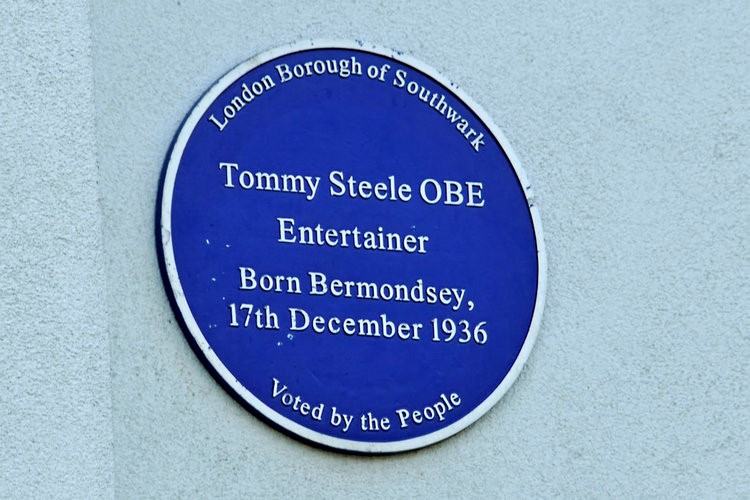 London Borough of Southwark
Tommy Steele OBE
Entertainer
Born Bermondsey,
17th December 1936
Voted by the People